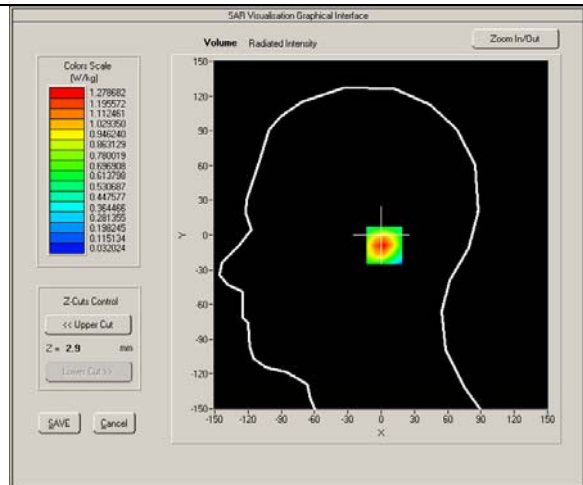 SAR Visualisation Graphical Interface
Volume Radiated Intensity
Zoom In/Out
Colors Scale
(W/kg)
1.278682
1.195572
1.112461
1.029350
0.946240
0.863129
0.780019
0.696908
0.613798
0.530687
0.447577
0.364466
0.281355
0.198245
0.115134
0.032024
Z-Cuts Control
<< Upper Cut
Z = 2.9 mm
Lower Cut >>
SAVE Cancel
150
120
90
60
30
0
-30
-60
-90
-120
-150
Y
-150 -120 -90 -60 -30 0 30 60 90 120 150
X